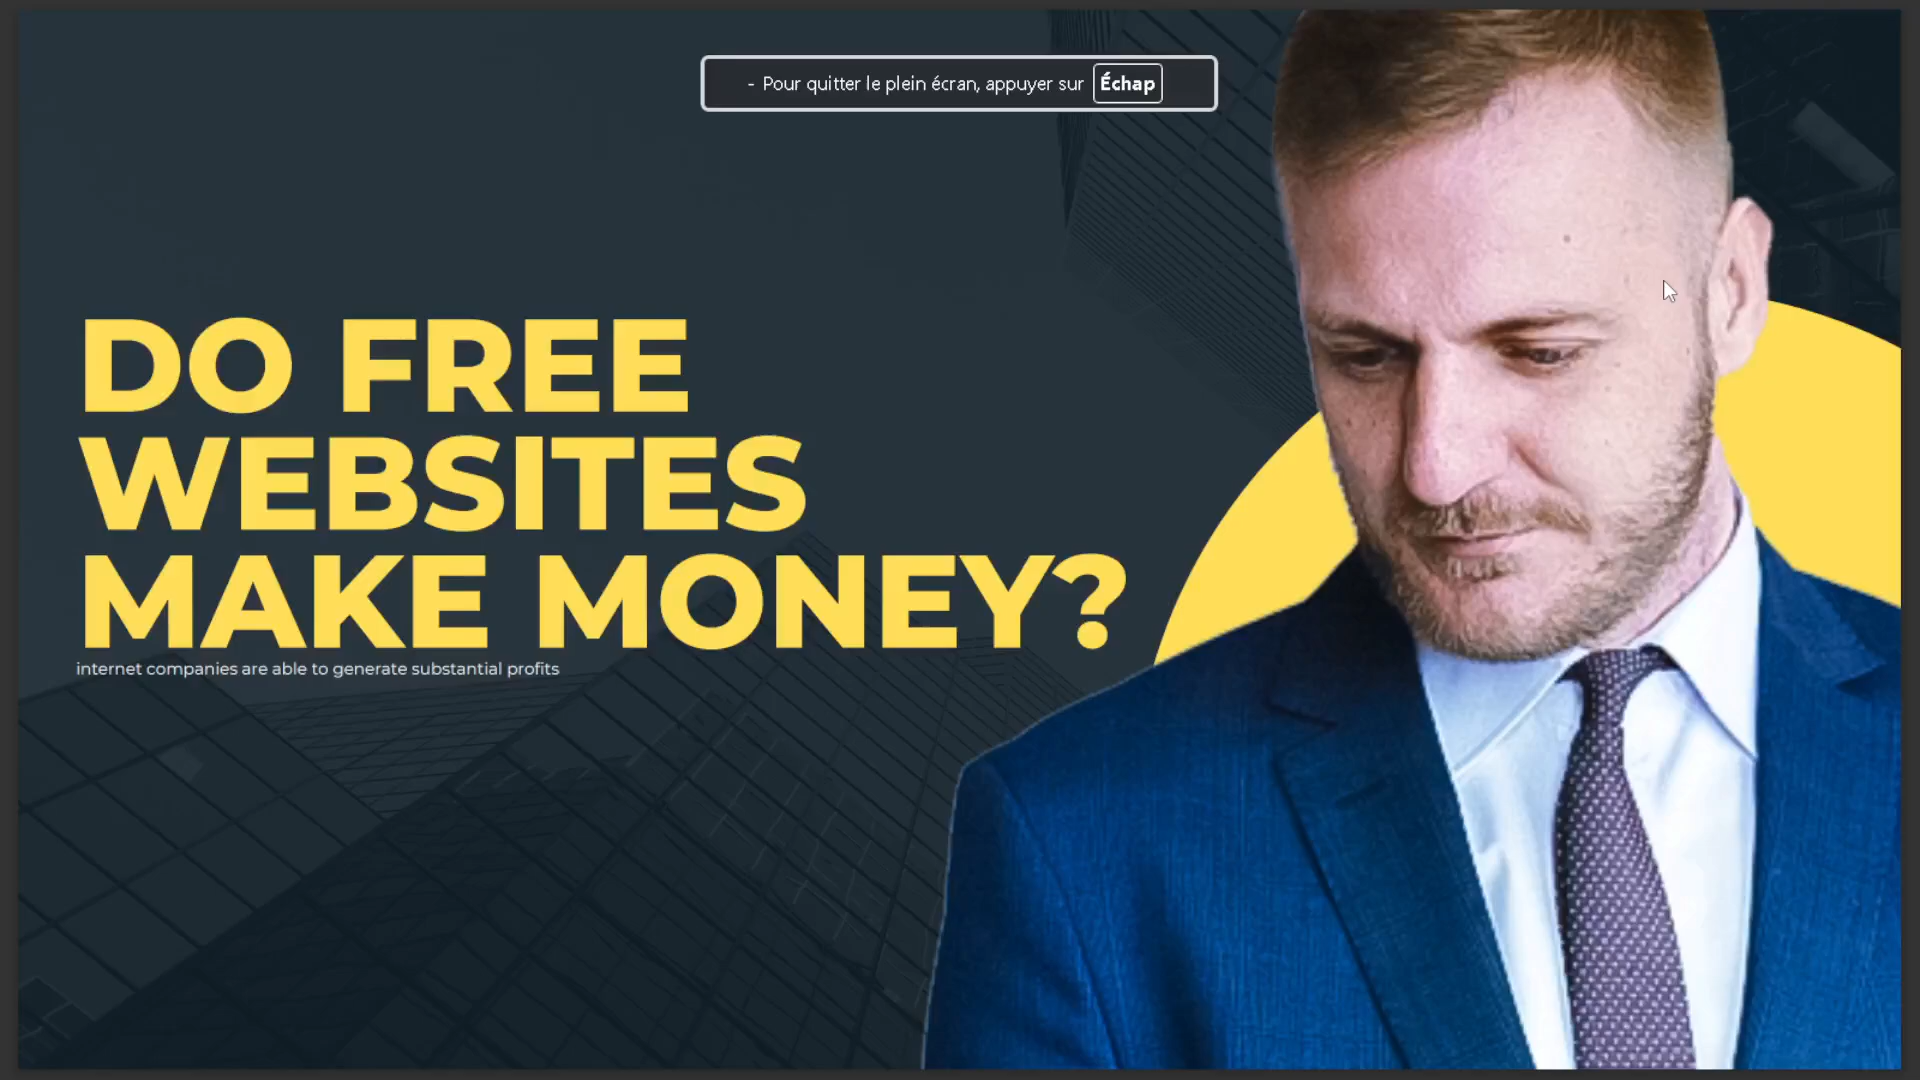 - Pour quitter le plein écran, appuyer sur Échap
DO FREE
WEBSITES
MAKE MONEY?
internet companies are able to generate substantial profits